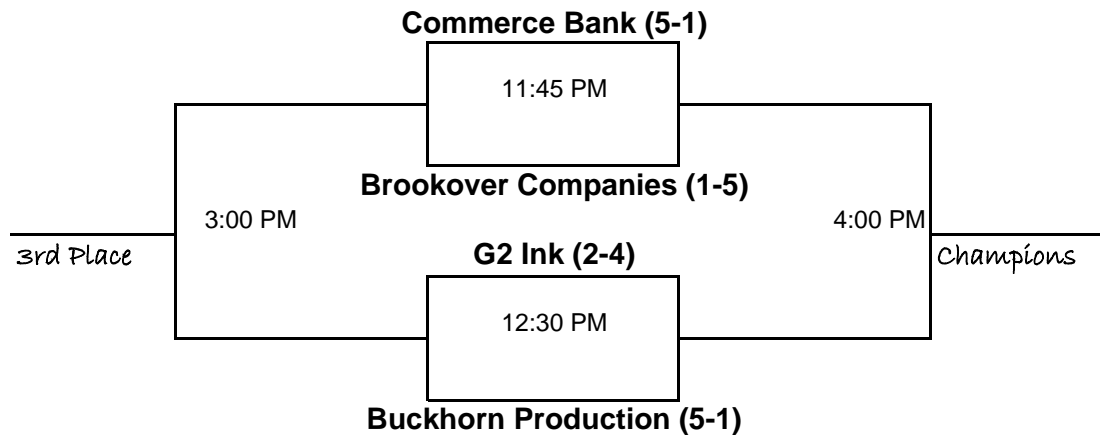 Commerce Bank (5-1)
11:45 PM
Brookover Companies (1-5)
3:00 PM
4:00 PM
3rd Place
G2 Ink (2-4)
Champions
12:30 PM
Buckhorn Production (5-1)